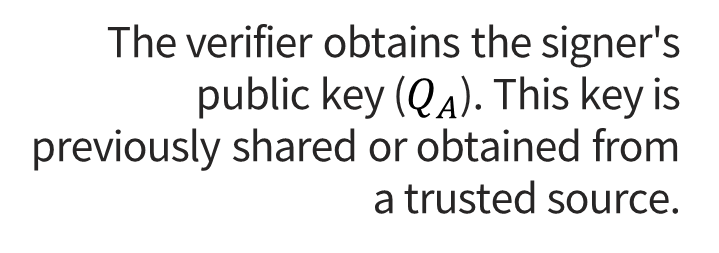 The verifier obtains the signer's
public key (Q_A). This key is
previously shared or obtained from
a trusted source.